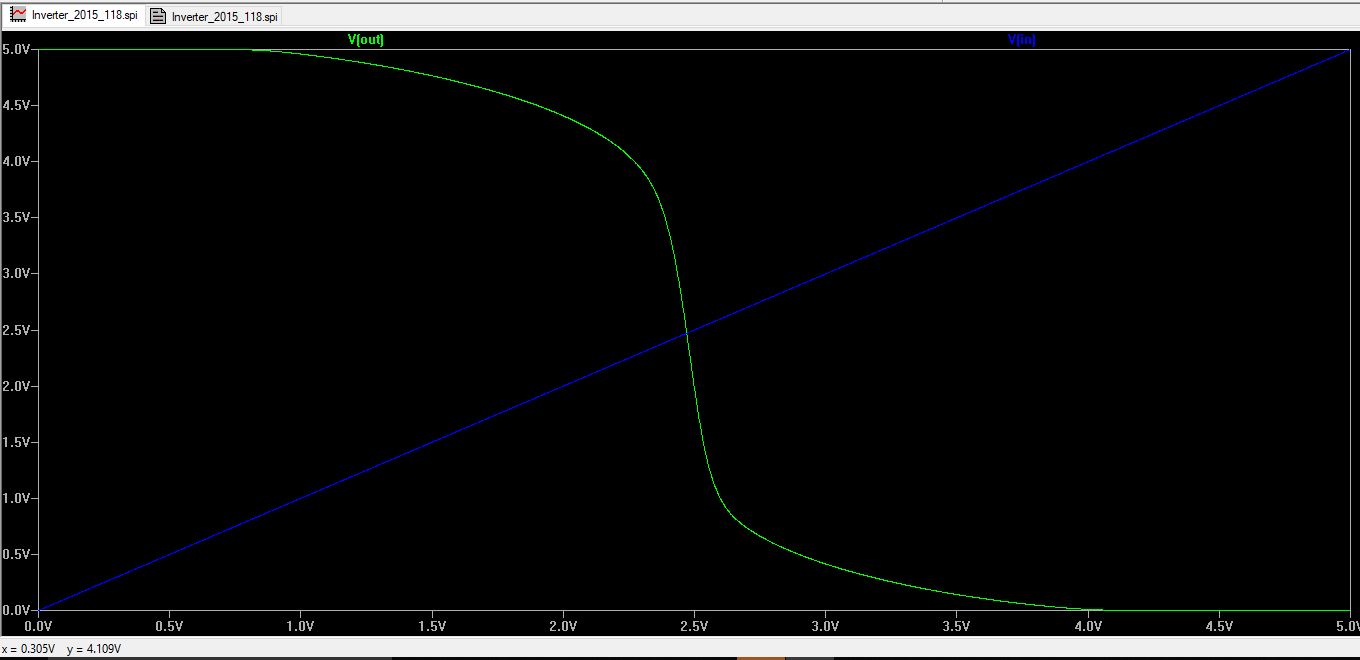 Inverter_2015_118.spi Inverter_2015_118.spi
V(out) V(in)
5.0V
4.5V
4.0V
3.5V
3.0V
2.5V
2.0V
1.5V
1.0V
0.5V
0.0V
0.0V 0.5V 1.0V 1.5V 2.0V 2.5V 3.0V 3.5V 4.0V 4.5V 5.0V
x = 0.305V y = 4.109V